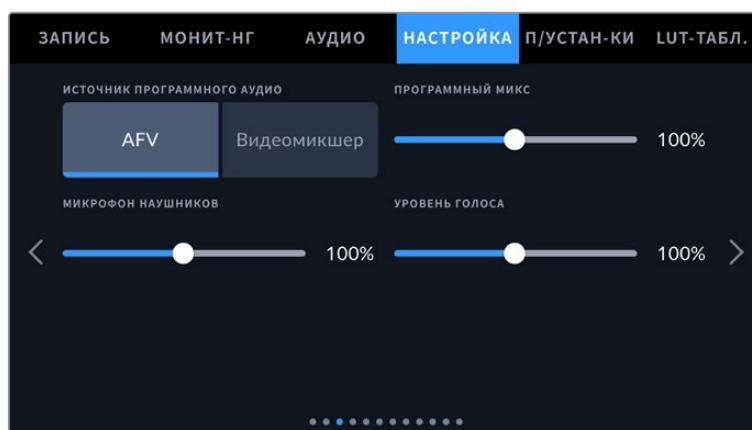 ЗАПИСЬ МОНИТ-НГ АУДИО НАСТРОЙКА П/УСТАН-КИ LUT-ТАБЛ.
ИСТОЧНИК ПРОГРАММНОГО АУДИО ПРОГРАММНЫЙ МИКС
AFV Видеомикшер 100%
МИКРОФОН НАУШНИКОВ УРОВЕНЬ ГОЛОСА
100% 100%